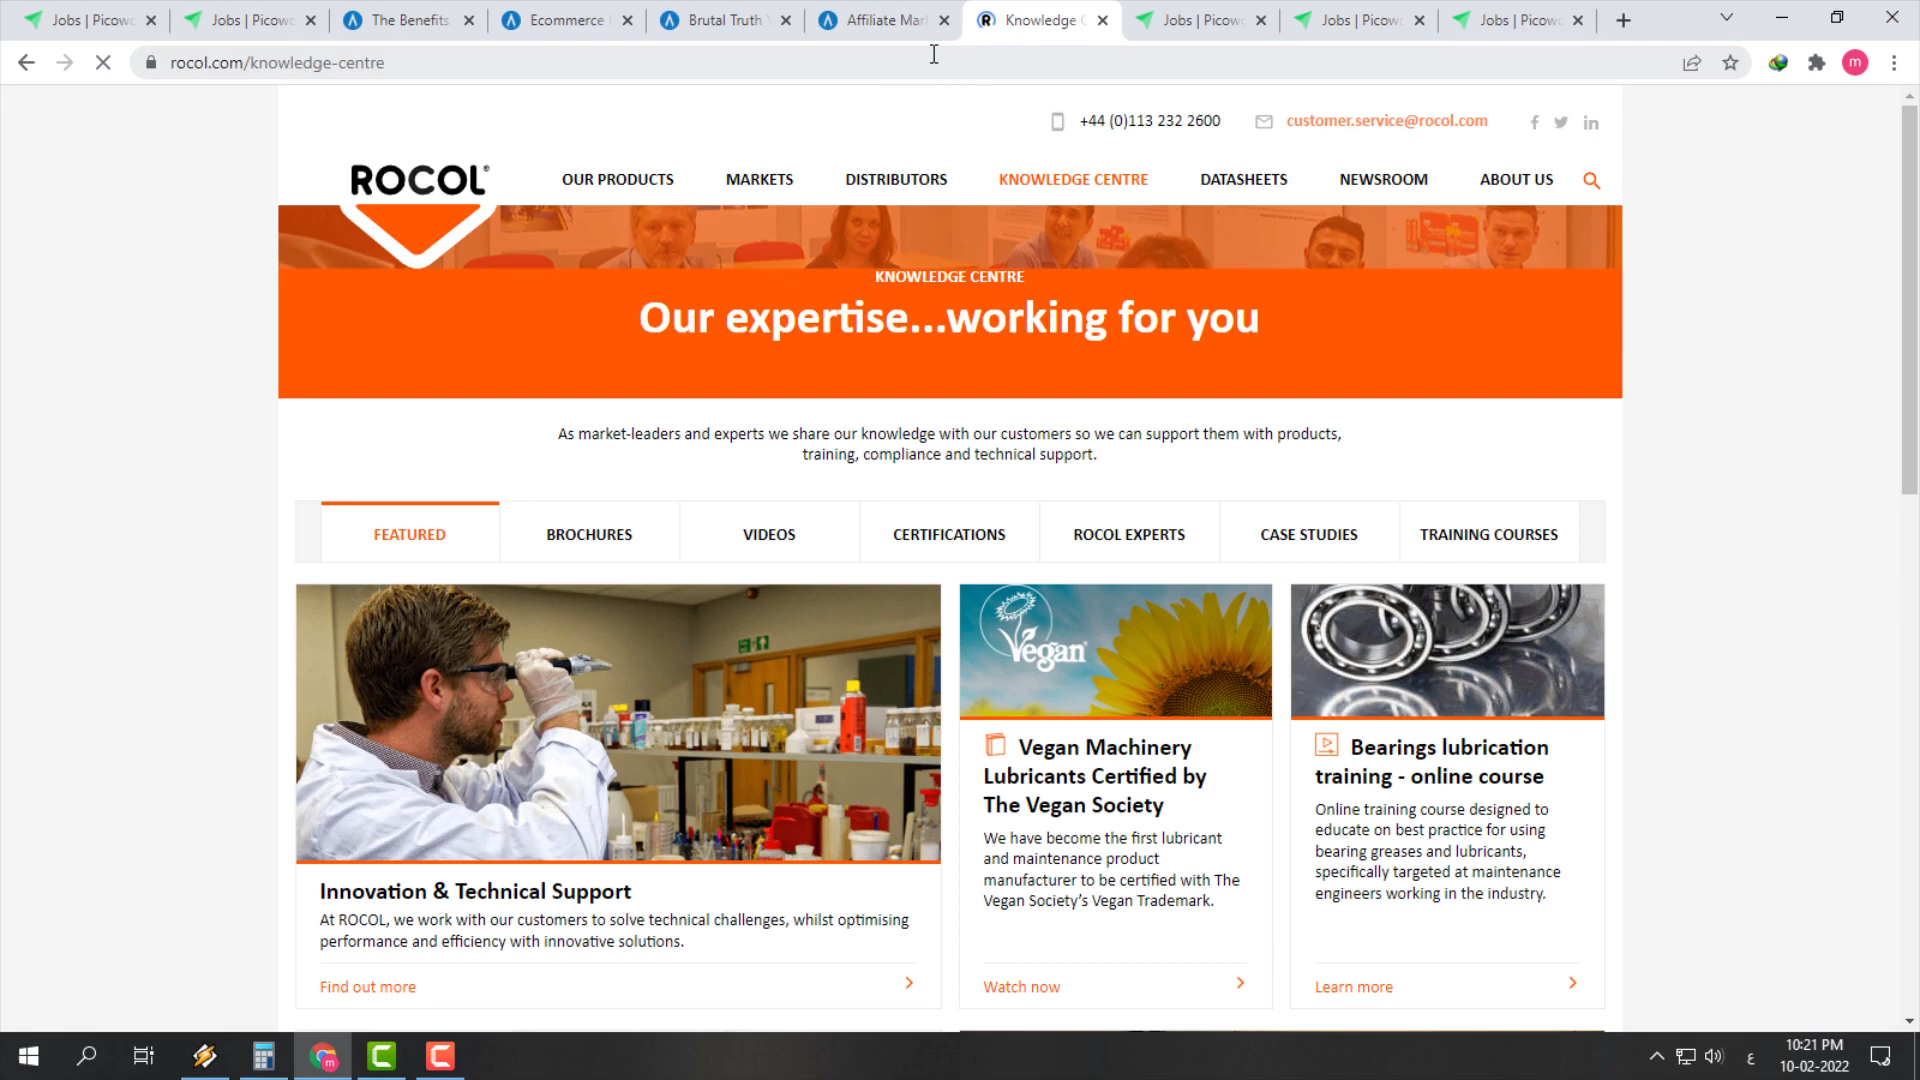 Jobs | Picowo
Jobs | Picowo
The Benefits
Ecommerce
Brutal Truth
Affiliate Mar
Knowledge C
Jobs | Picowo
Jobs | Picowo
Jobs | Picowo
rocol.com/knowledge-centre
m
+44 (0)113 232 2600
customer.service@rocol.com
ROCOL®
OUR PRODUCTS
MARKETS
DISTRIBUTORS
KNOWLEDGE CENTRE
DATASHEETS
NEWSROOM
ABOUT US
KNOWLEDGE CENTRE
Our expertise...working for you
As market-leaders and experts we share our knowledge with our customers so we can support them with products,
training, compliance and technical support.
FEATURED
BROCHURES
VIDEOS
CERTIFICATIONS
ROCOL EXPERTS
CASE STUDIES
TRAINING COURSES
Innovation & Technical Support
At ROCOL, we work with our customers to solve technical challenges, whilst optimising
performance and efficiency with innovative solutions.
Find out more
Vegan
Vegan Machinery
Lubricants Certified by
The Vegan Society
We have become the first lubricant
and maintenance product
manufacturer to be certified with The
Vegan Society's Vegan Trademark.
Watch now
Bearings lubrication
training - online course
Online training course designed to
educate on best practice for using
bearing greases and lubricants,
specifically targeted at maintenance
engineers working in the industry.
Learn more
ع
10:21 PM
10-02-2022